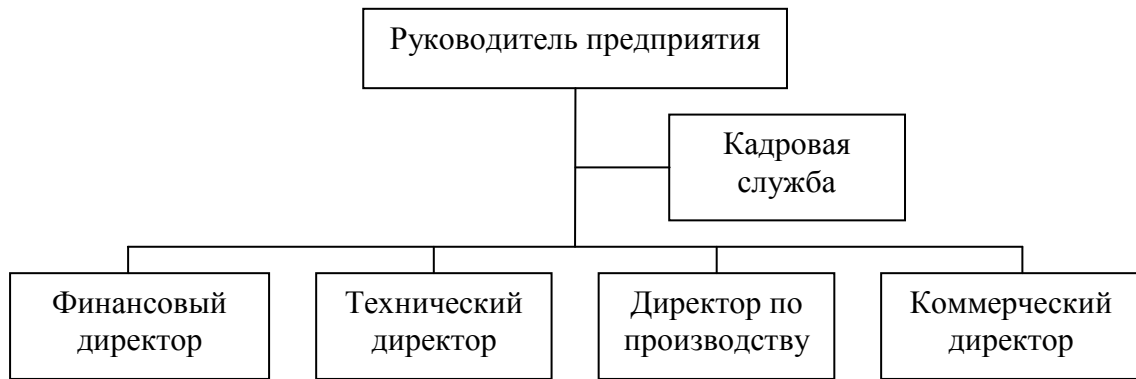 Руководитель предприятия
Кадровая
служба
Финансовый
директор
Технический
директор
Директор по
производству
Коммерческий
директор